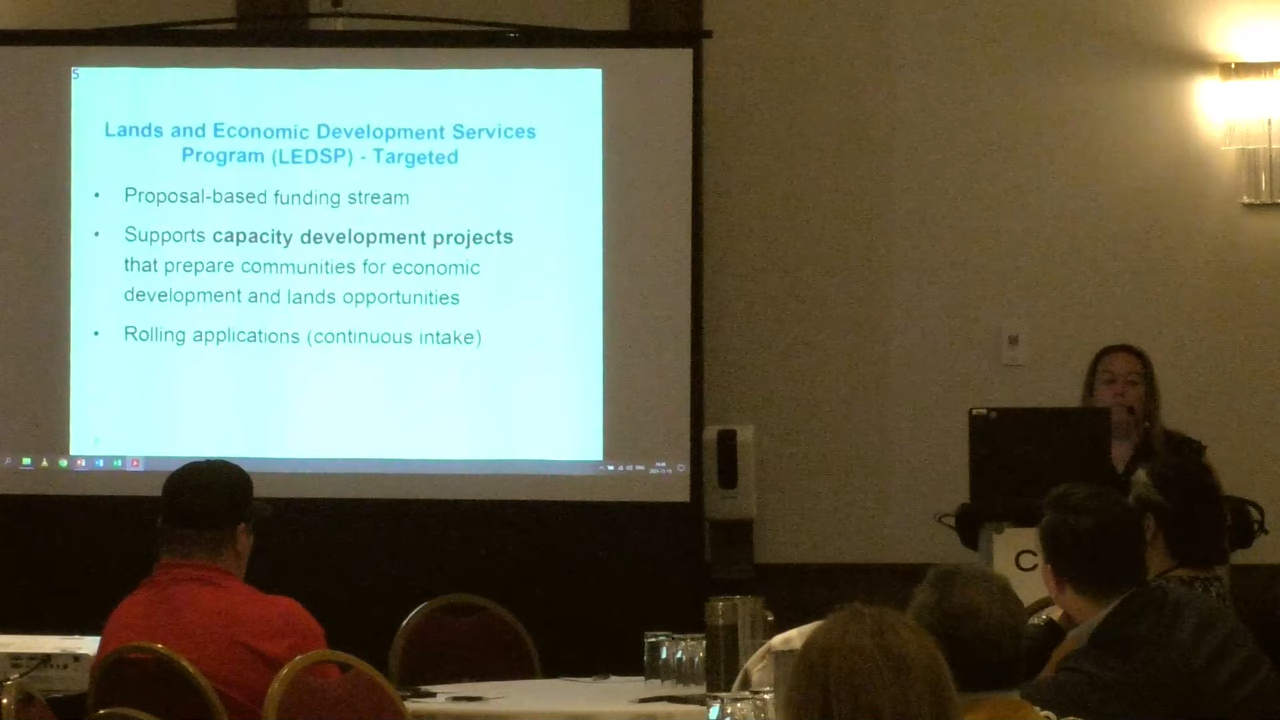 5
Lands and Economic Development Services
Program (LEDSP) - Targeted
• Proposal-based funding stream
• Supports capacity development projects
that prepare communities for economic
development and lands opportunities
• Rolling applications (continuous intake)
C